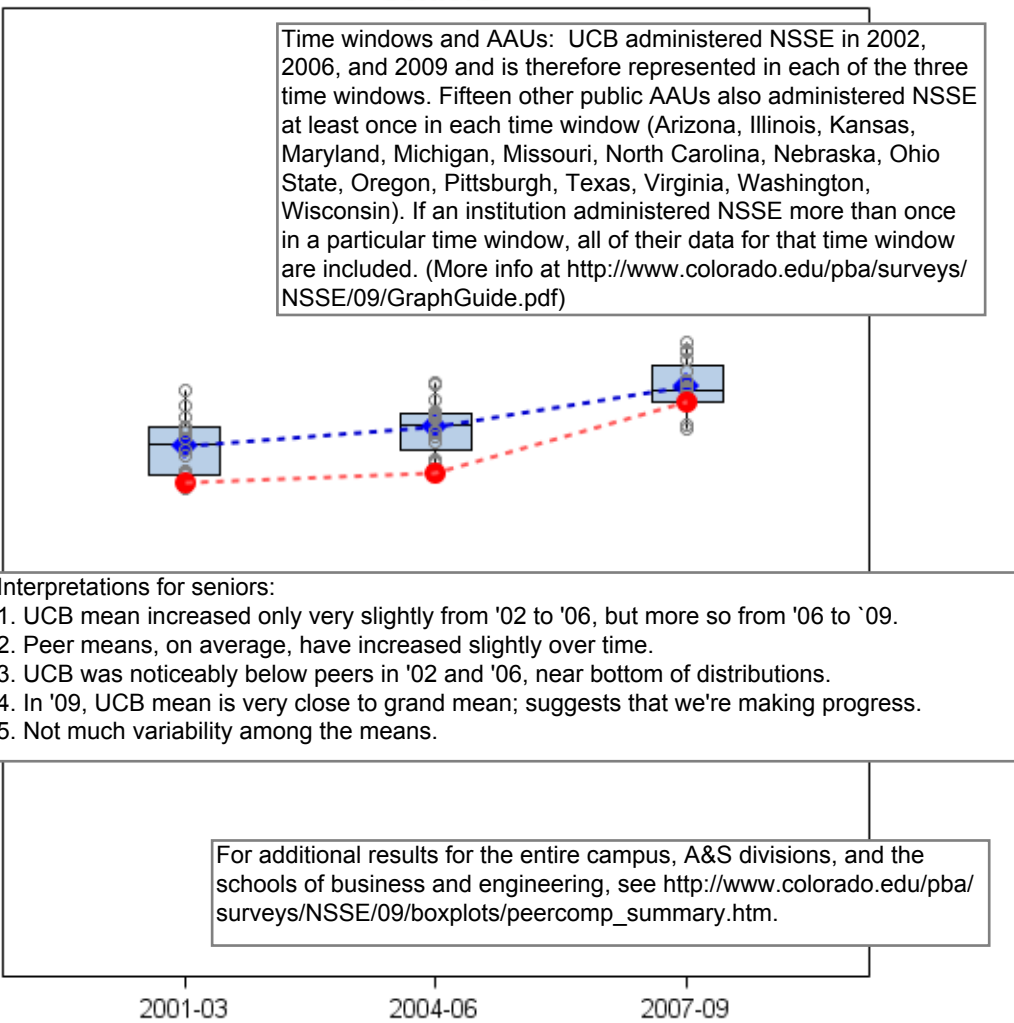 Time windows and AAUs: UCB administered NSSE in 2002,
2006, and 2009 and is therefore represented in each of the three
time windows. Fifteen other public AAUs also administered NSSE
at least once in each time window (Arizona, Illinois, Kansas,
Maryland, Michigan, Missouri, North Carolina, Nebraska, Ohio
State, Oregon, Pittsburgh, Texas, Virginia, Washington,
Wisconsin). If an institution administered NSSE more than once
in a particular time window, all of their data for that time window
are included. (More info at http://www.colorado.edu/pba/surveys/
NSSE/09/GraphGuide.pdf)
Interpretations for seniors:
1. UCB mean increased only very slightly from '02 to '06, but more so from '06 to `09.
2. Peer means, on average, have increased slightly over time.
3. UCB was noticeably below peers in '02 and '06, near bottom of distributions.
4. In '09, UCB mean is very close to grand mean; suggests that we're making progress.
5. Not much variability among the means.
For additional results for the entire campus, A&S divisions, and the
schools of business and engineering, see http://www.colorado.edu/pba/
surveys/NSSE/09/boxplots/peercomp_summary.htm.
2001-03 2004-06 2007-09